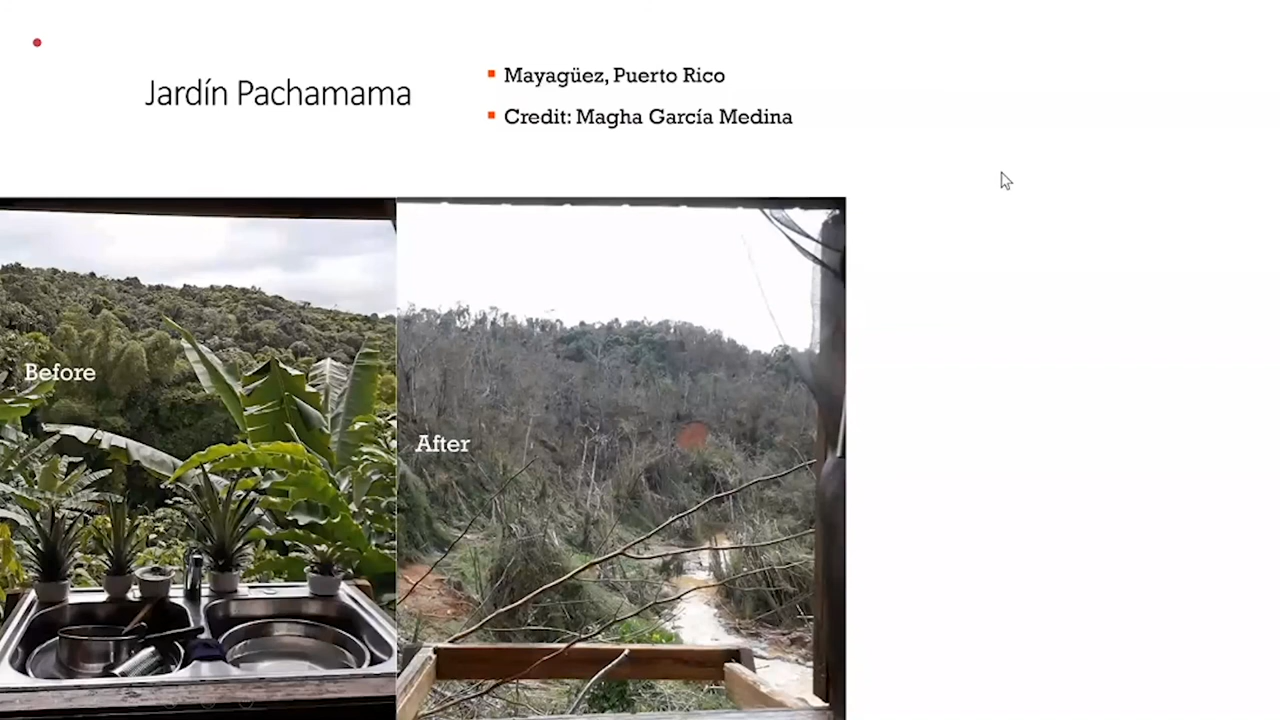 Jardín Pachamama
Mayagüez, Puerto Rico
Credit: Magha García Medina
Before
After